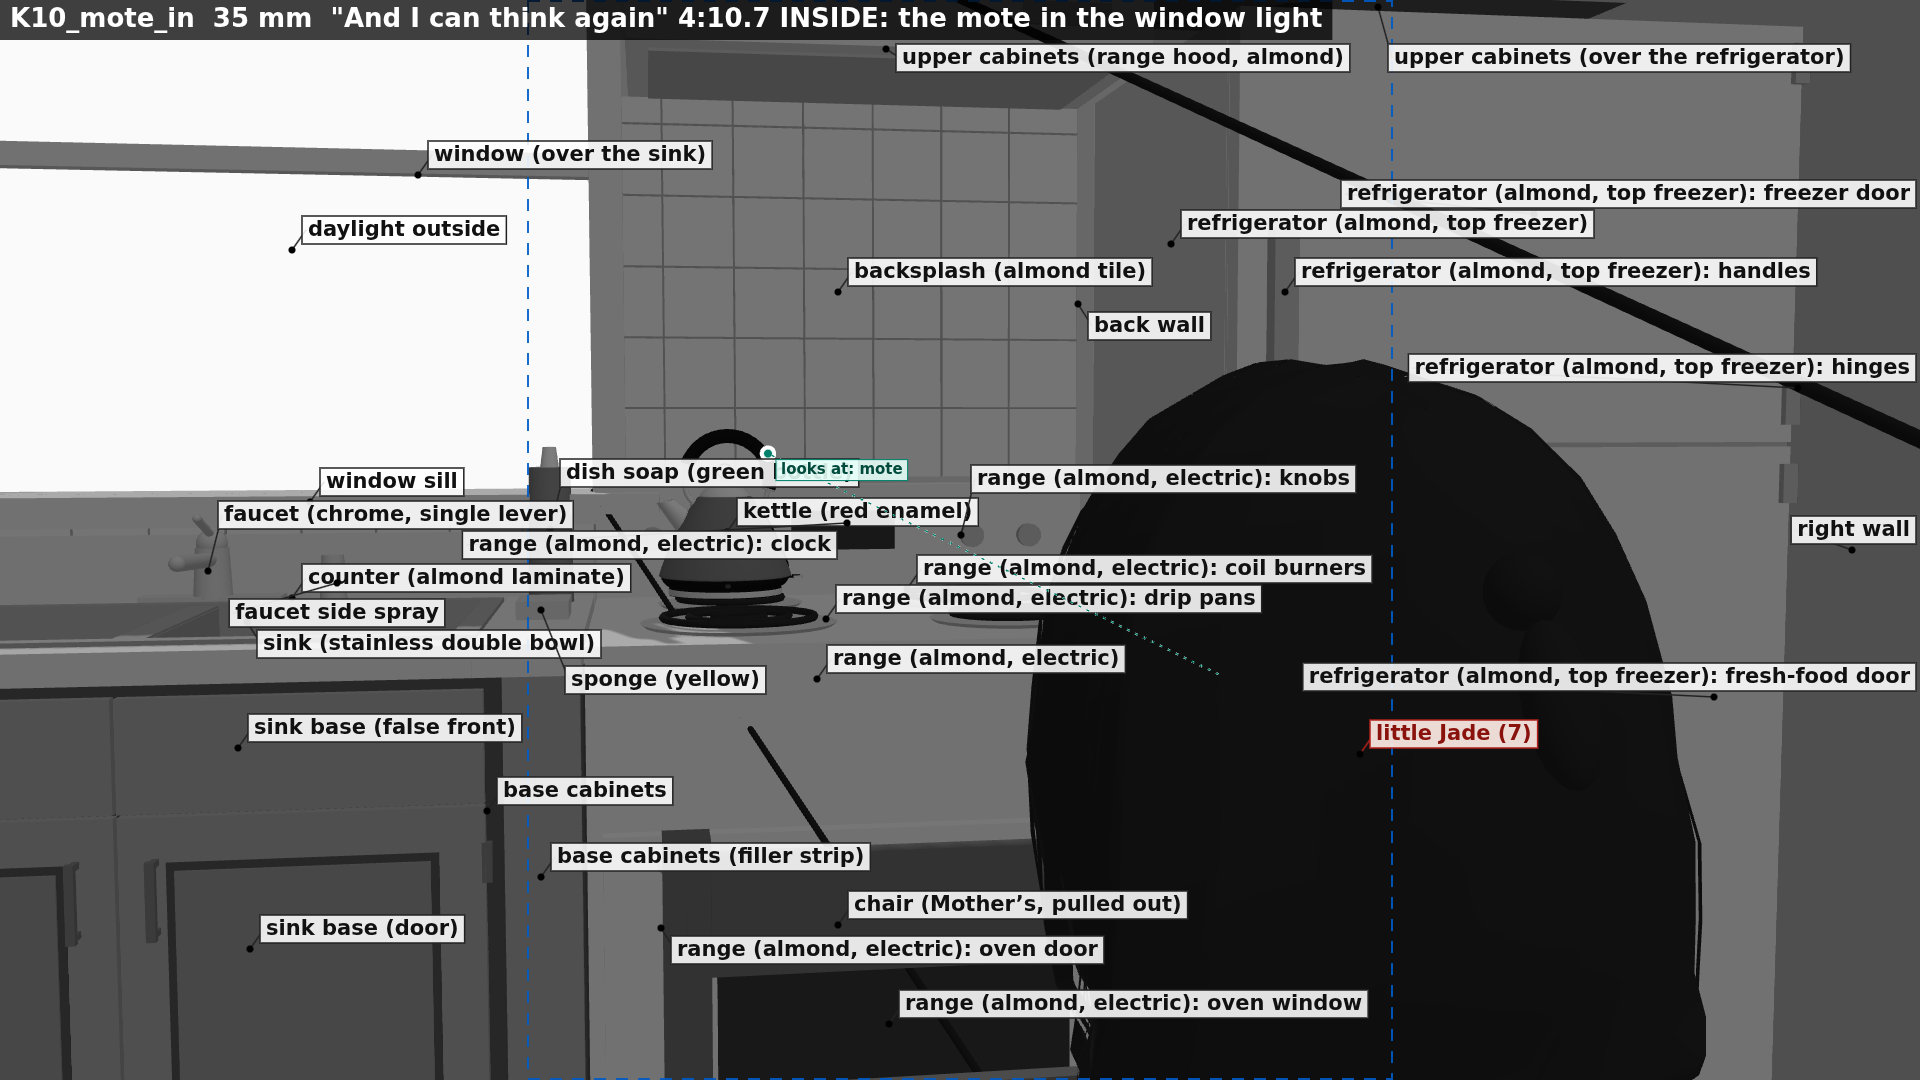 K10_mote_in  35 mm  "And I can think again" 4:10.7 INSIDE: the mote in the window light
upper cabinets (range hood, almond)
upper cabinets (over the refrigerator)
window (over the sink)
refrigerator (almond, top freezer): freezer door
refrigerator (almond, top freezer)
daylight outside
backsplash (almond tile)
refrigerator (almond, top freezer): handles
back wall
refrigerator (almond, top freezer): hinges
dish soap (green
looks at: mote
window sill
range (almond, electric): knobs
faucet (chrome, single lever)
kettle (red enamel)
right wall
range (almond, electric): clock
range (almond, electric): coil burners
counter (almond laminate)
range (almond, electric): drip pans
faucet side spray
sink (stainless double bowl)
range (almond, electric)
sponge (yellow)
refrigerator (almond, top freezer): fresh-food door
sink base (false front)
little Jade (7)
base cabinets
base cabinets (filler strip)
chair (Mother’s, pulled out)
sink base (door)
range (almond, electric): oven door
range (almond, electric): oven window